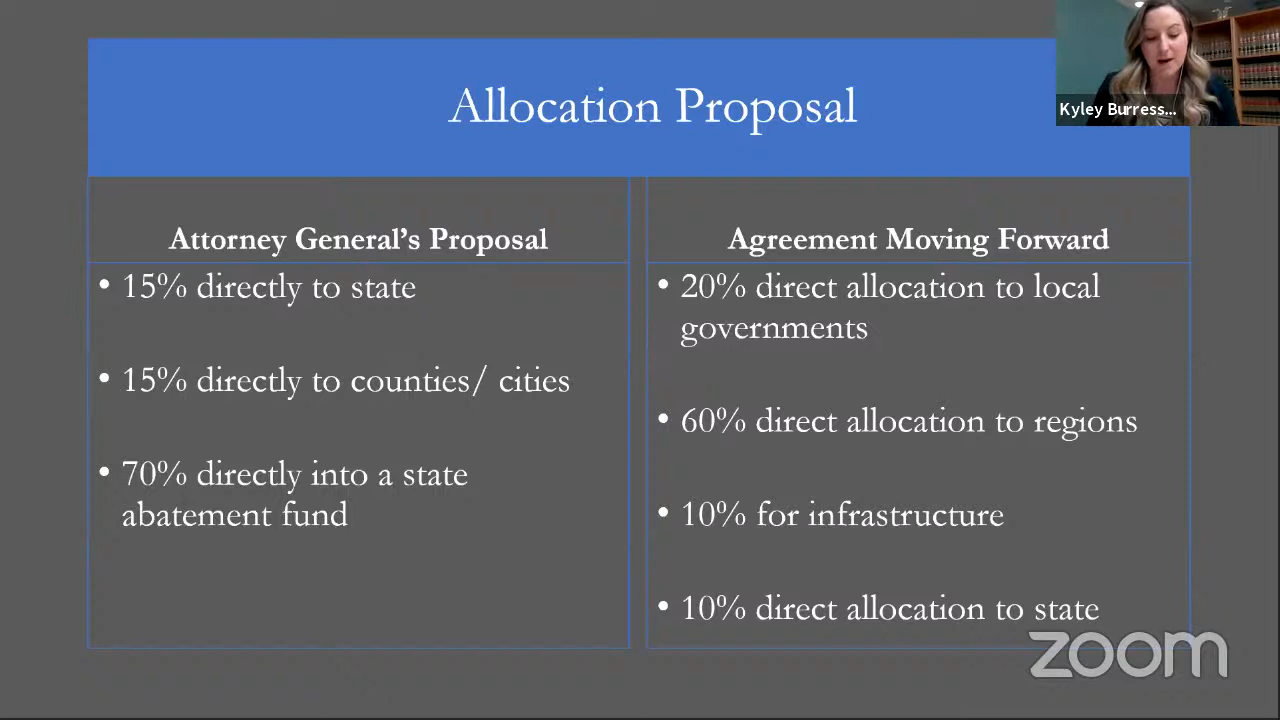 Allocation Proposal
Kyley Burress...
Attorney General’s Proposal
• 15% directly to state
• 15% directly to counties/ cities
• 70% directly into a state
abatement fund
Agreement Moving Forward
• 20% direct allocation to local
governments
• 60% direct allocation to regions
• 10% for infrastructure
• 10% direct allocation to state
zoom